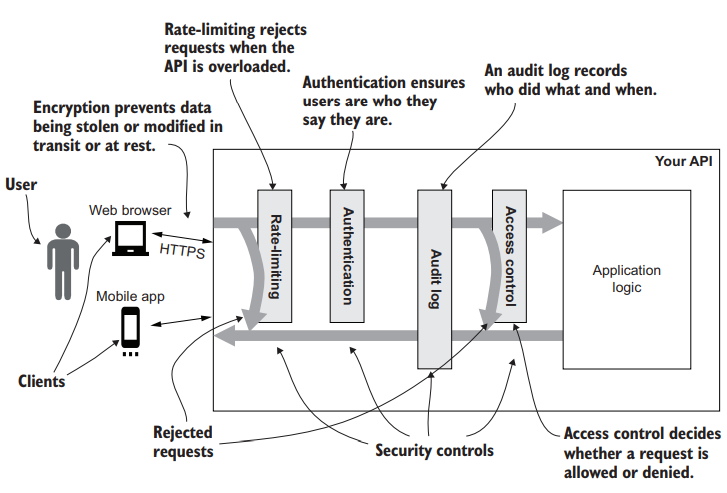 Rate-limiting rejects
requests when the
API is overloaded.
Authentication ensures
users are who they
say they are.
An audit log records
who did what and when.
Encryption prevents data
being stolen or modified in
transit or at rest.
Your API
User
Web browser
HTTPS
Mobile app
Clients
Rate-limiting
Authentication
Audit log
Access control
Application
logic
Rejected
requests
Security controls
Access control decides
whether a request is
allowed or denied.